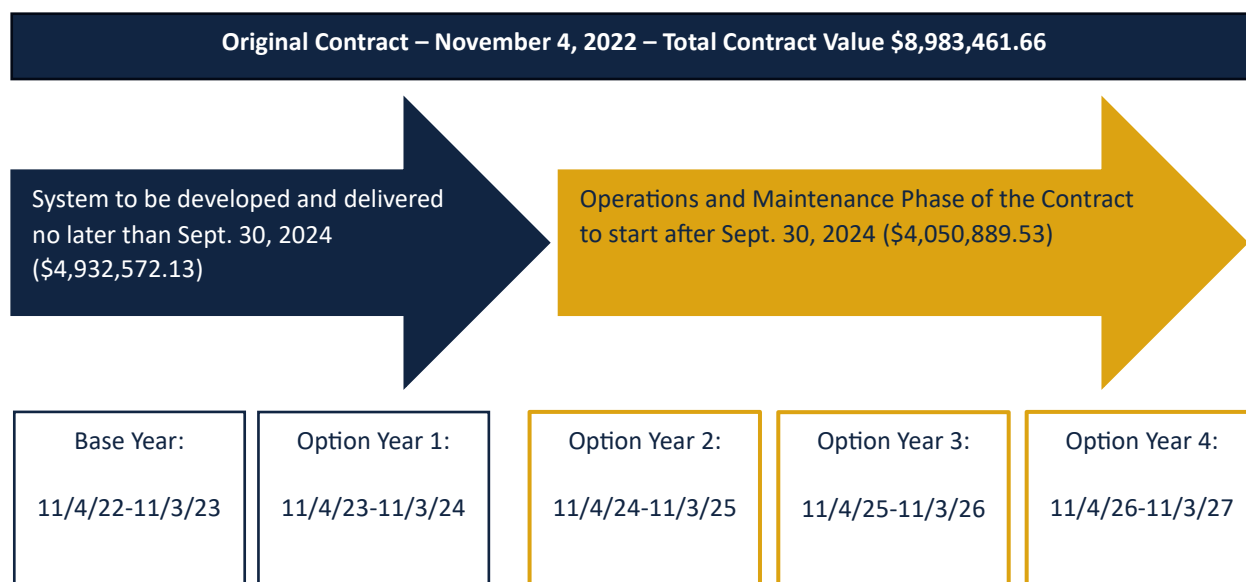 Original Contract – November 4, 2022 – Total Contract Value $8,983,461.66
System to be developed and delivered
no later than Sept. 30, 2024
($4,932,572.13)
Operations and Maintenance Phase of the Contract
to start after Sept. 30, 2024 ($4,050,889.53)
Base Year:
11/4/22-11/3/23
Option Year 1:
11/4/23-11/3/24
Option Year 2:
11/4/24-11/3/25
Option Year 3:
11/4/25-11/3/26
Option Year 4:
11/4/26-11/3/27